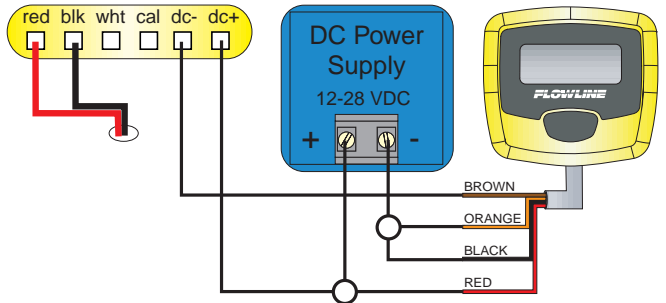 red blk wht cal dc- dc+
DC Power
Supply
12-28 VDC
+ -
FLOWLINE
BROWN
ORANGE
BLACK
RED